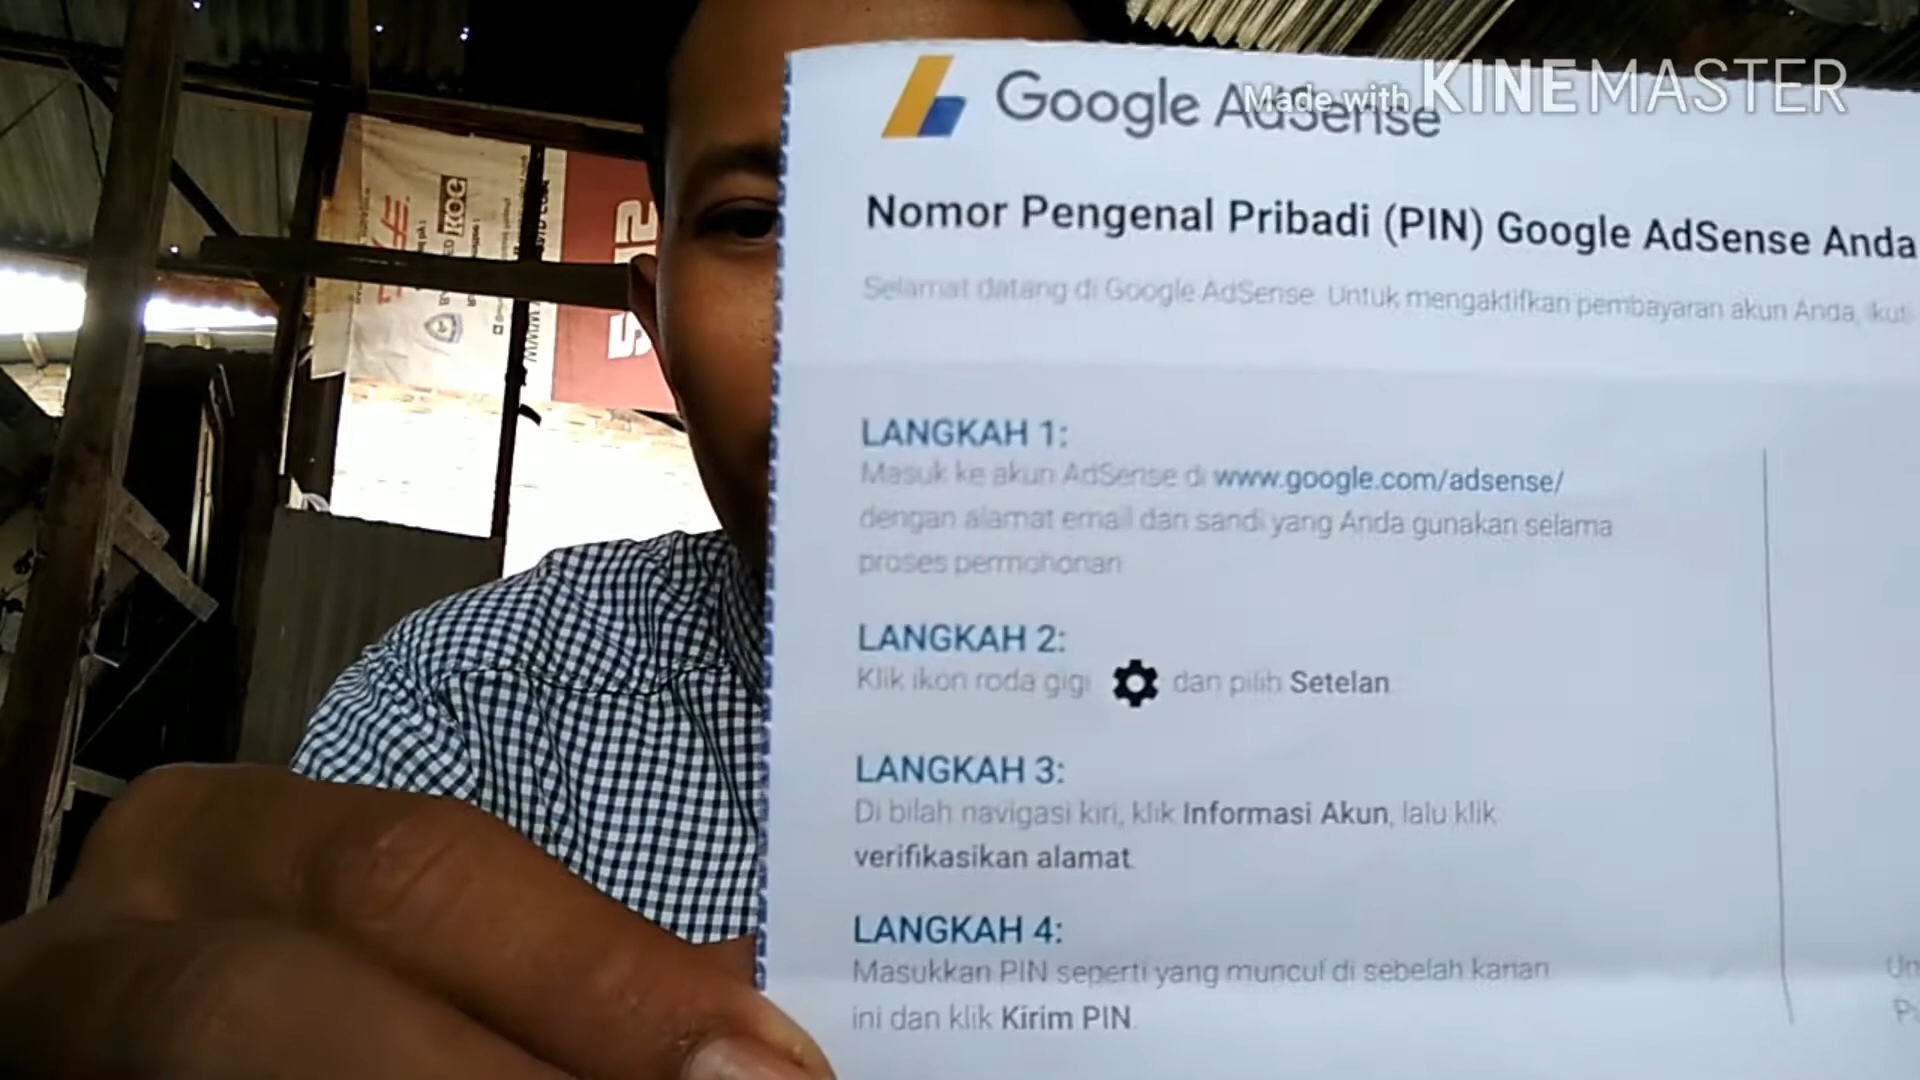 Made with KINEMASTER
Google AdSense
Nomor Pengenal Pribadi (PIN) Google AdSense Anda
Selamat datang di Google AdSense. Untuk mengaktifkan pembayaran akun Anda, ikuti
LANGKAH 1:
Masuk ke akun AdSense di www.google.com/adsense/
dengan alamat email dan sandi yang Anda gunakan selama
proses permohonan
LANGKAH 2:
Klik ikon roda gigi dan pilih Setelan.
LANGKAH 3:
Di bilah navigasi kiri, klik Informasi Akun, lalu klik
verifikasikan alamat.
LANGKAH 4:
Masukkan PIN seperti yang muncul di sebelah kanan
ini dan klik Kirim PIN.